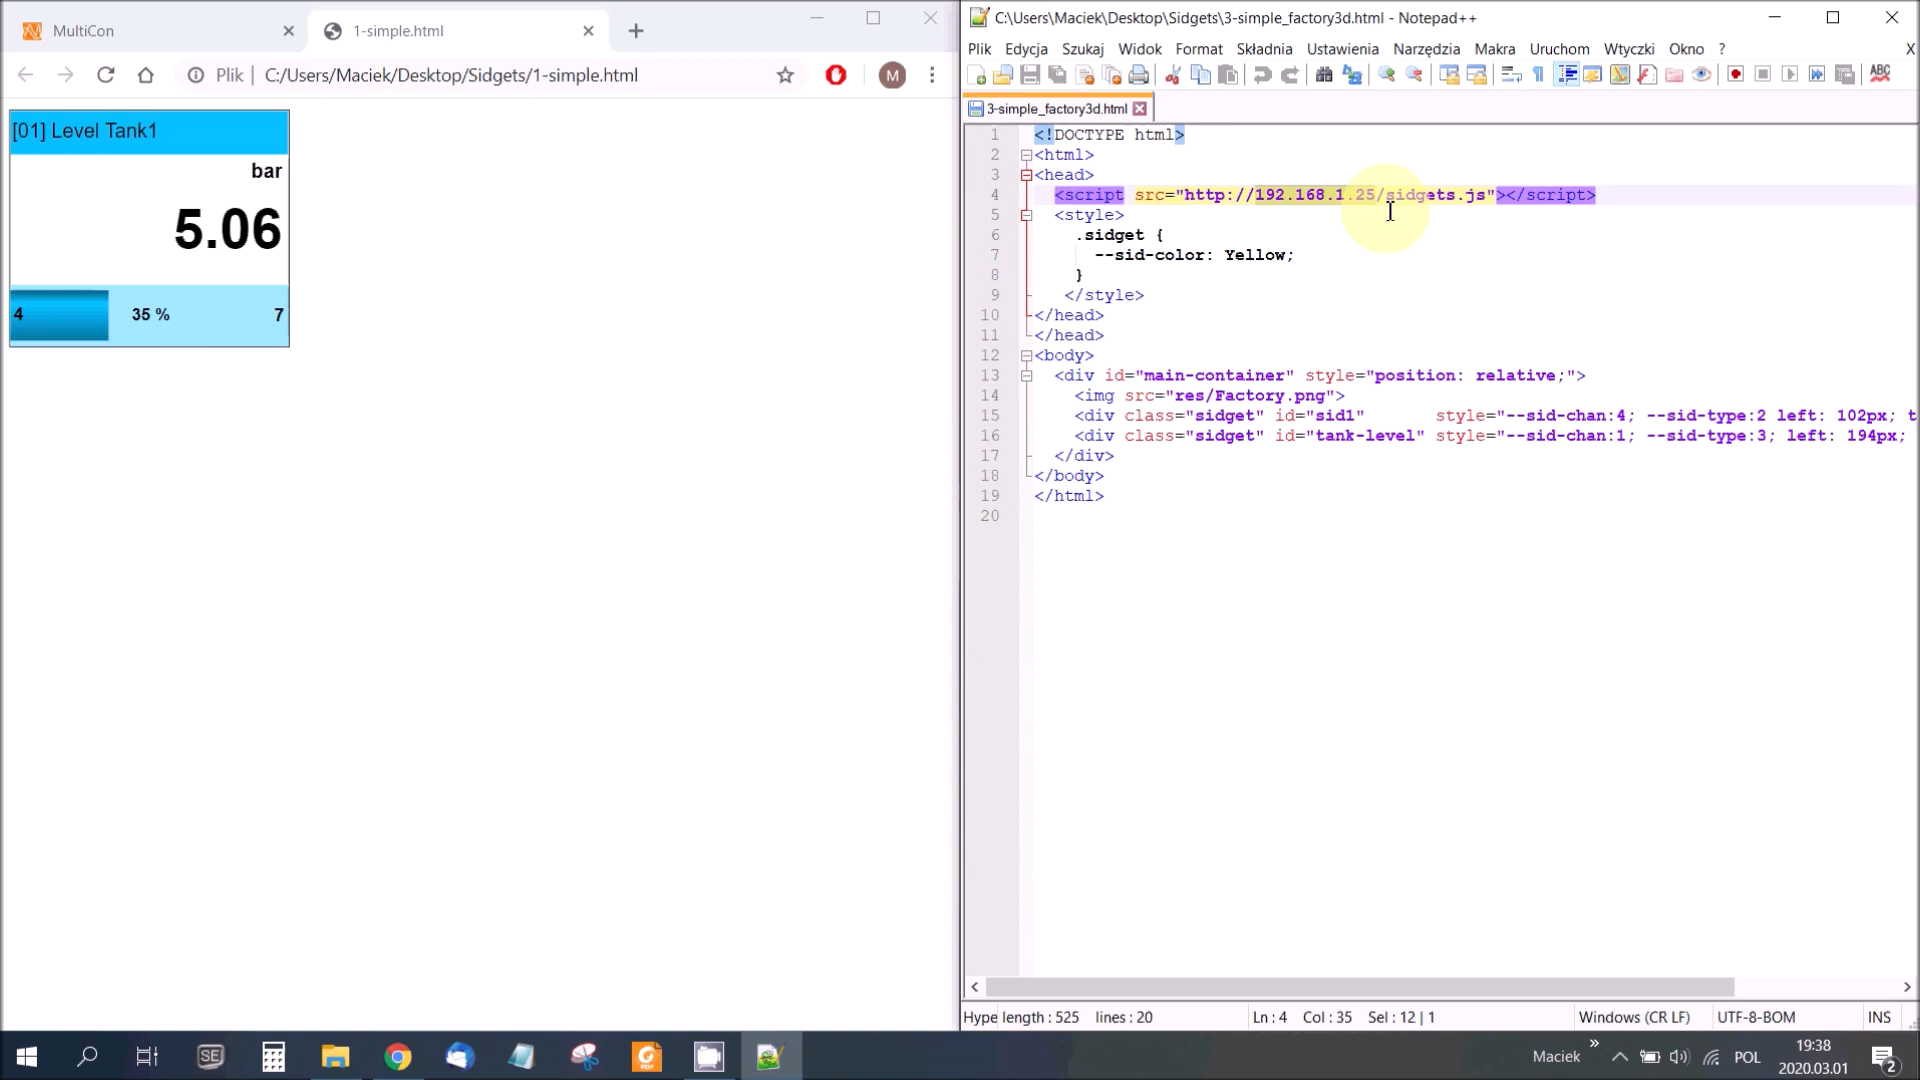 MultiCon
1-simple.html
Plik
C:/Users/Maciek/Desktop/Sidgets/1-simple.html
M
[01] Level Tank1
bar
5.06
4
35 %
7
C:\Users\Maciek\Desktop\Sidgets\3-simple_factory3d.html - Notepad++
Plik Edycja Szukaj Widok Format Składnia Ustawienia Narzędzia Makra Uruchom Wtyczki Okno ? X
ABC
3-simple_factory3d.html
1 <!DOCTYPE html>
2 <html>
3 <head>
4 <script src="http://192.168.1.25/sidgets.js"></script>
5 <style>
6 .sidget {
7 --sid-color: Yellow;
8 }
9 </style>
10 </head>
11 </head>
12 <body>
13 <div id="main-container" style="position: relative;">
14 <img src="res/Factory.png">
15 <div class="sidget" id="sid1" style="--sid-chan:4; --sid-type:2 left: 102px; t
16 <div class="sidget" id="tank-level" style="--sid-chan:1; --sid-type:3; left: 194px;
17 </div>
18 </body>
19 </html>
20
Hype length : 525 lines : 20 Ln : 4 Col : 35 Sel : 12 | 1 Windows (CR LF) UTF-8-BOM INS
SE
PDF
Maciek
POL
19:38
2020.03.01
2